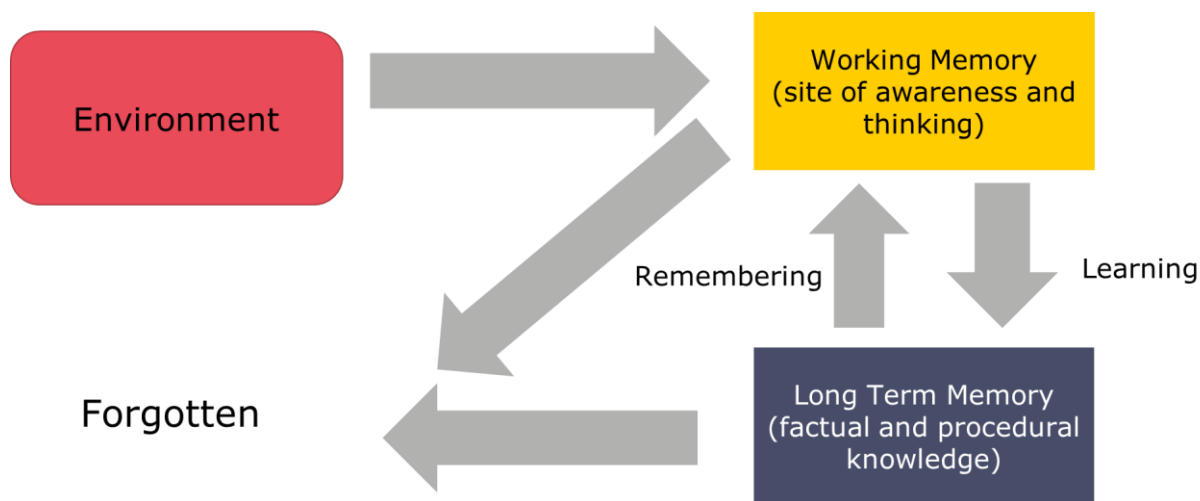 Environment
Working Memory
(site of awareness and
thinking)
Remembering
Learning
Forgotten
Long Term Memory
(factual and procedural
knowledge)